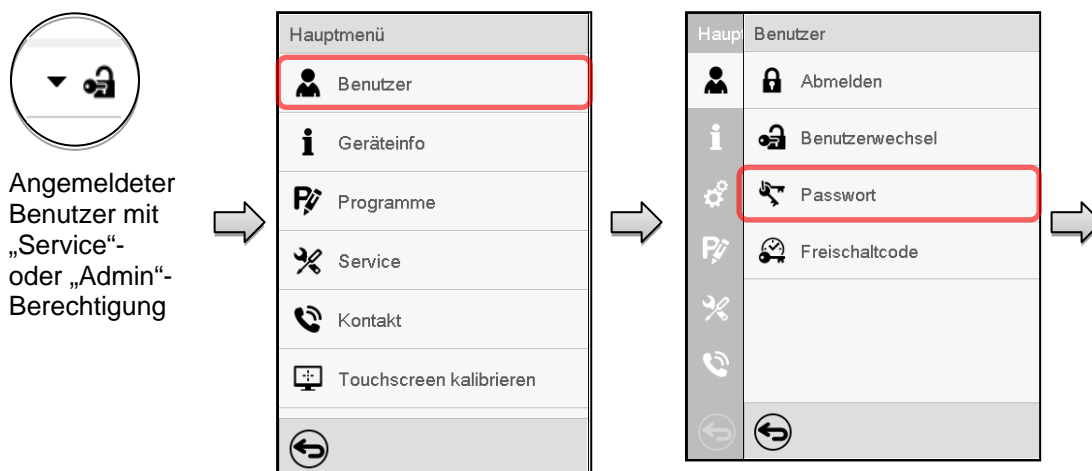 Angemeldeter
Benutzer mit
„Service“-
oder „Admin“-
Berechtigung
Hauptmenü
Benutzer
Geräteinfo
Programme
Service
Kontakt
Touchscreen kalibrieren
Haup
Benutzer
Abmelden
Benutzerwechsel
Passwort
Freischaltcode